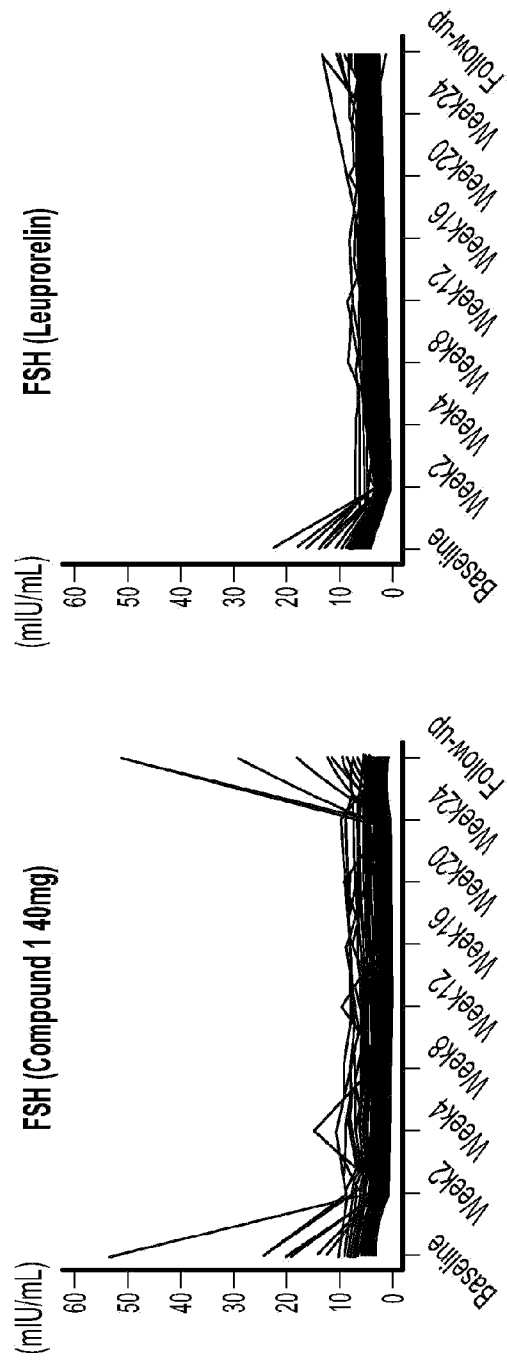 FSH (Compound 1 40mg)
(mIU/mL)
60
50
40
30
20
10
0
Baseline
Week2
Week4
Week8
Week12
Week16
Week20
Week24
Follow-up
FSH (Leuprorelin)
(mIU/mL)
60
50
40
30
20
10
0
Baseline
Week2
Week4
Week8
Week12
Week16
Week20
Week24
Follow-up